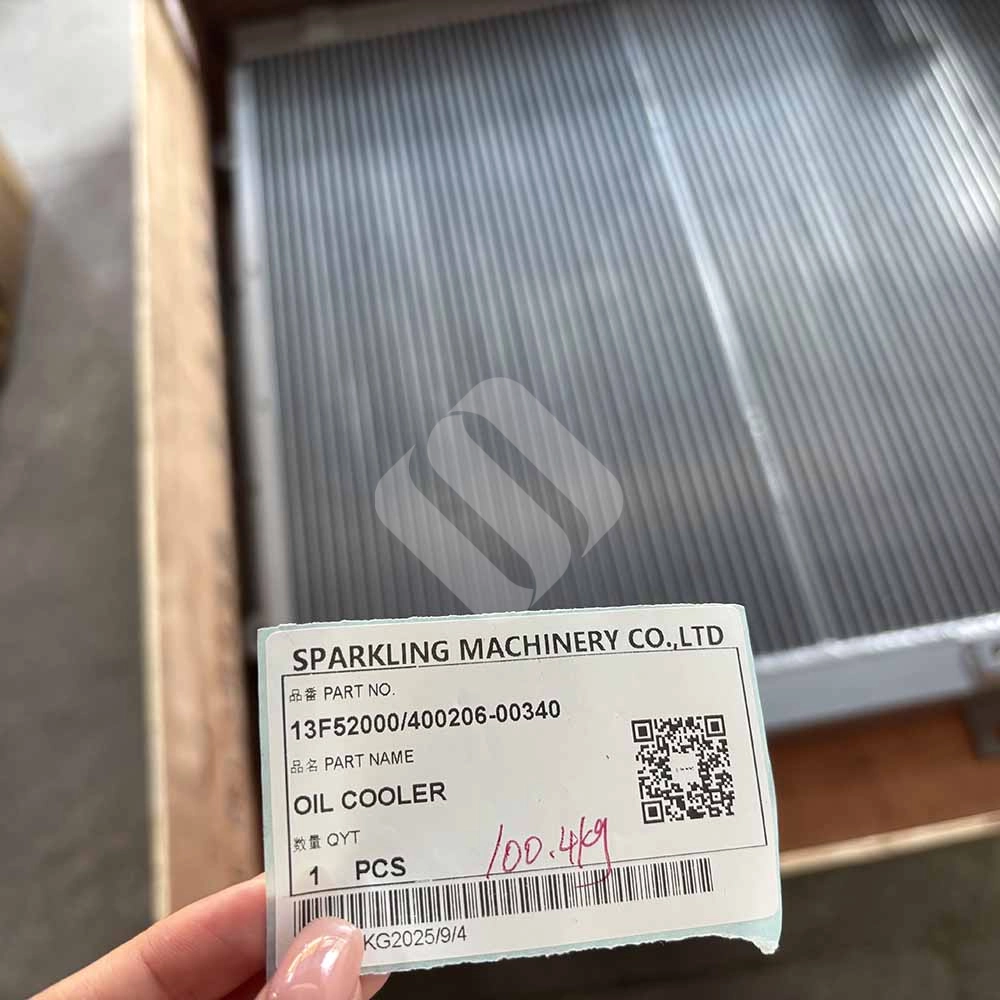 SPARKLING MACHINERY CO.,LTD
品番 PART NO.
13F52000/400206-00340
品名 PART NAME
OIL COOLER
数量 QYT
1 PCS
100.4kg
KG2025/9/4